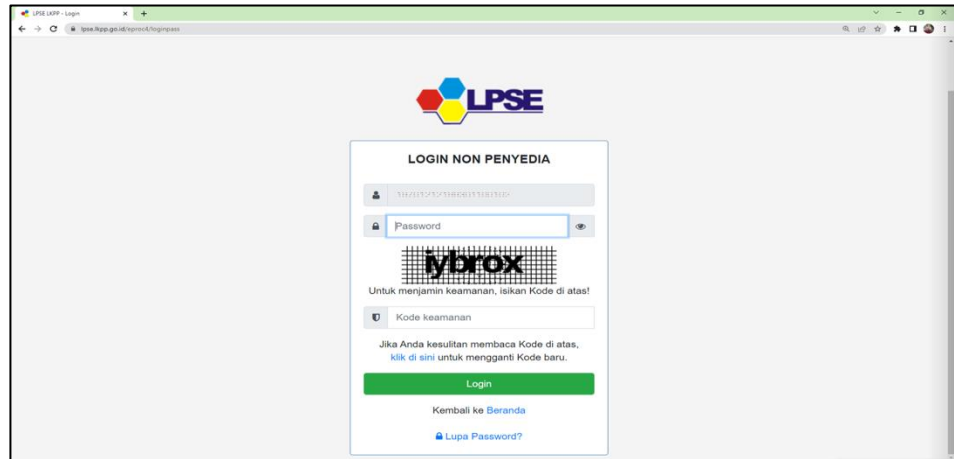 LPSE LKPP - Login
lpse.lkpp.go.id/eproc4/loginpass
LPSE
LOGIN NON PENYEDIA
Password
iybrox
Untuk menjamin keamanan, isikan Kode di atas!
Kode keamanan
Jika Anda kesulitan membaca Kode di atas,
klik di sini untuk mengganti Kode baru.
Login
Kembali ke Beranda
Lupa Password?